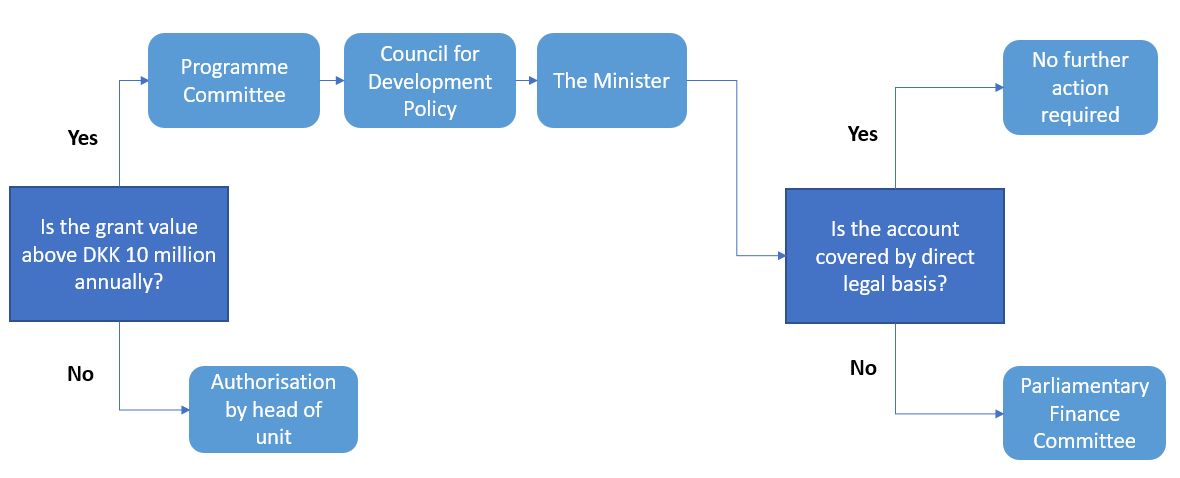 Programme
Committee
Council for
Development
Policy
The Minister
No further
action
required
Yes
Yes
Is the grant value
above DKK 10 million
annually?
Is the account
covered by direct
legal basis?
No
No
Authorisation
by head of
unit
Parliamentary
Finance
Committee